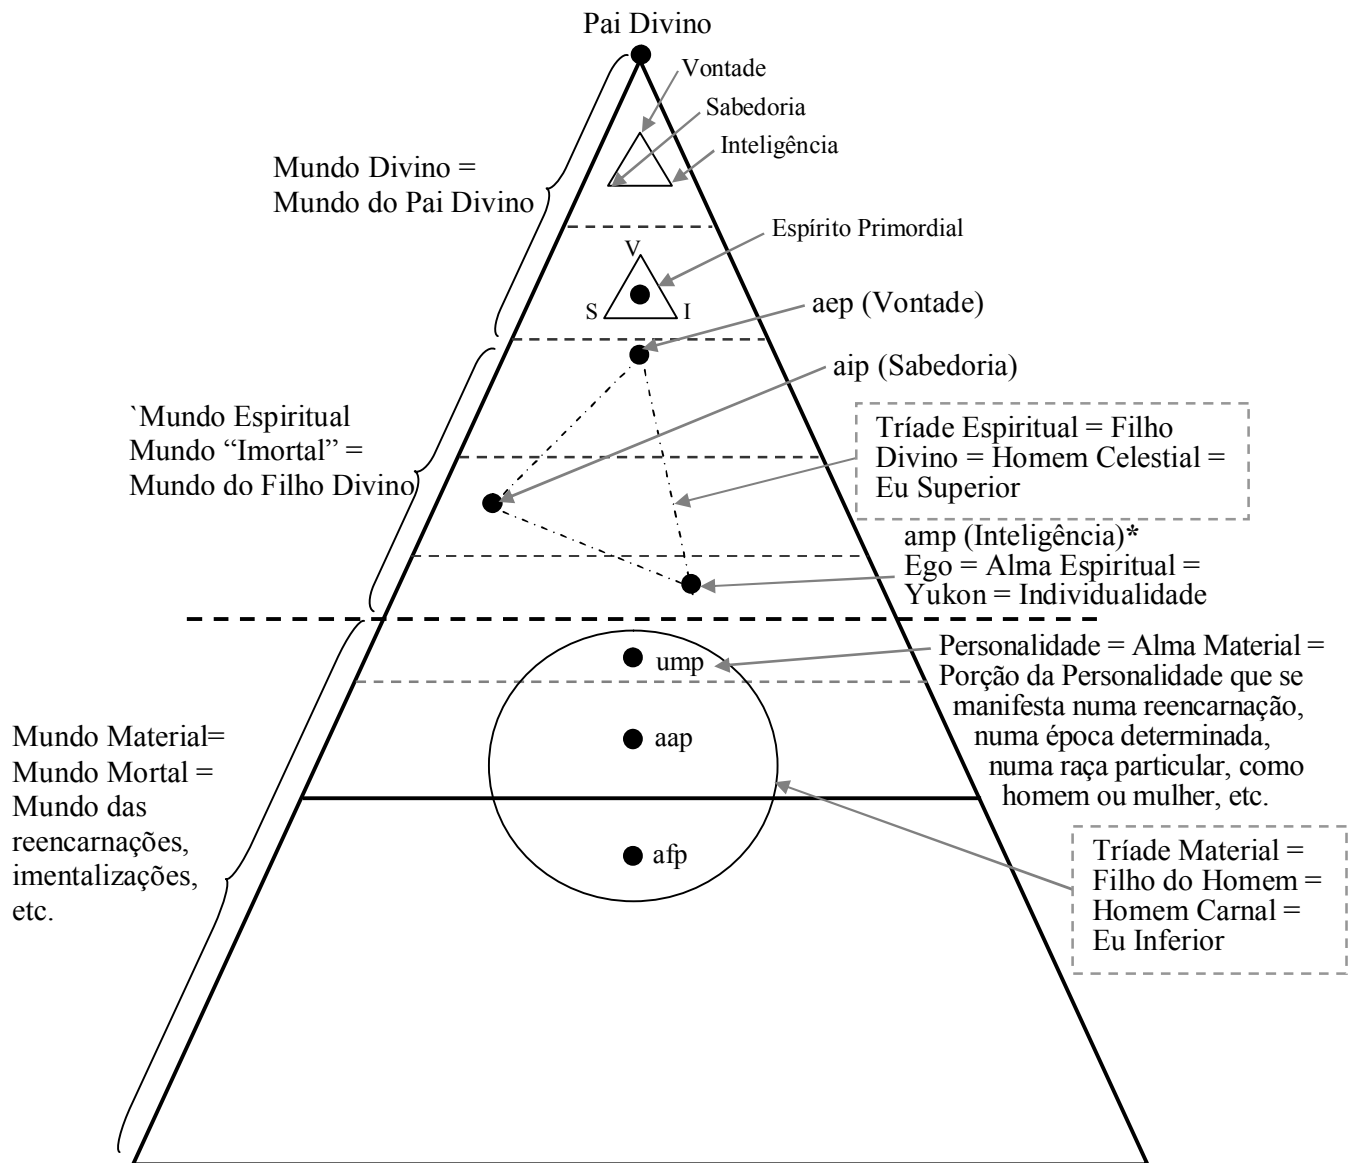 Pai Divino
Vontade
Sabedoria
Inteligência
Mundo Divino =
Mundo do Pai Divino
Espírito Primordial
V
S
I
aep (Vontade)
aip (Sabedoria)
`Mundo Espiritual
Mundo “Imortal” =
Mundo do Filho Divino
Tríade Espiritual = Filho
Divino = Homem Celestial =
Eu Superior
amp (Inteligência)*
Ego = Alma Espiritual =
Yukon = Individualidade
ump
Personalidade = Alma Material =
Porção da Personalidade que se
manifesta numa reencarnação,
numa época determinada,
numa raça particular, como
homem ou mulher, etc.
aap
Mundo Material=
Mundo Mortal =
Mundo das
reencarnações,
imentalizações,
etc.
afp
Tríade Material =
Filho do Homem =
Homem Carnal =
Eu Inferior